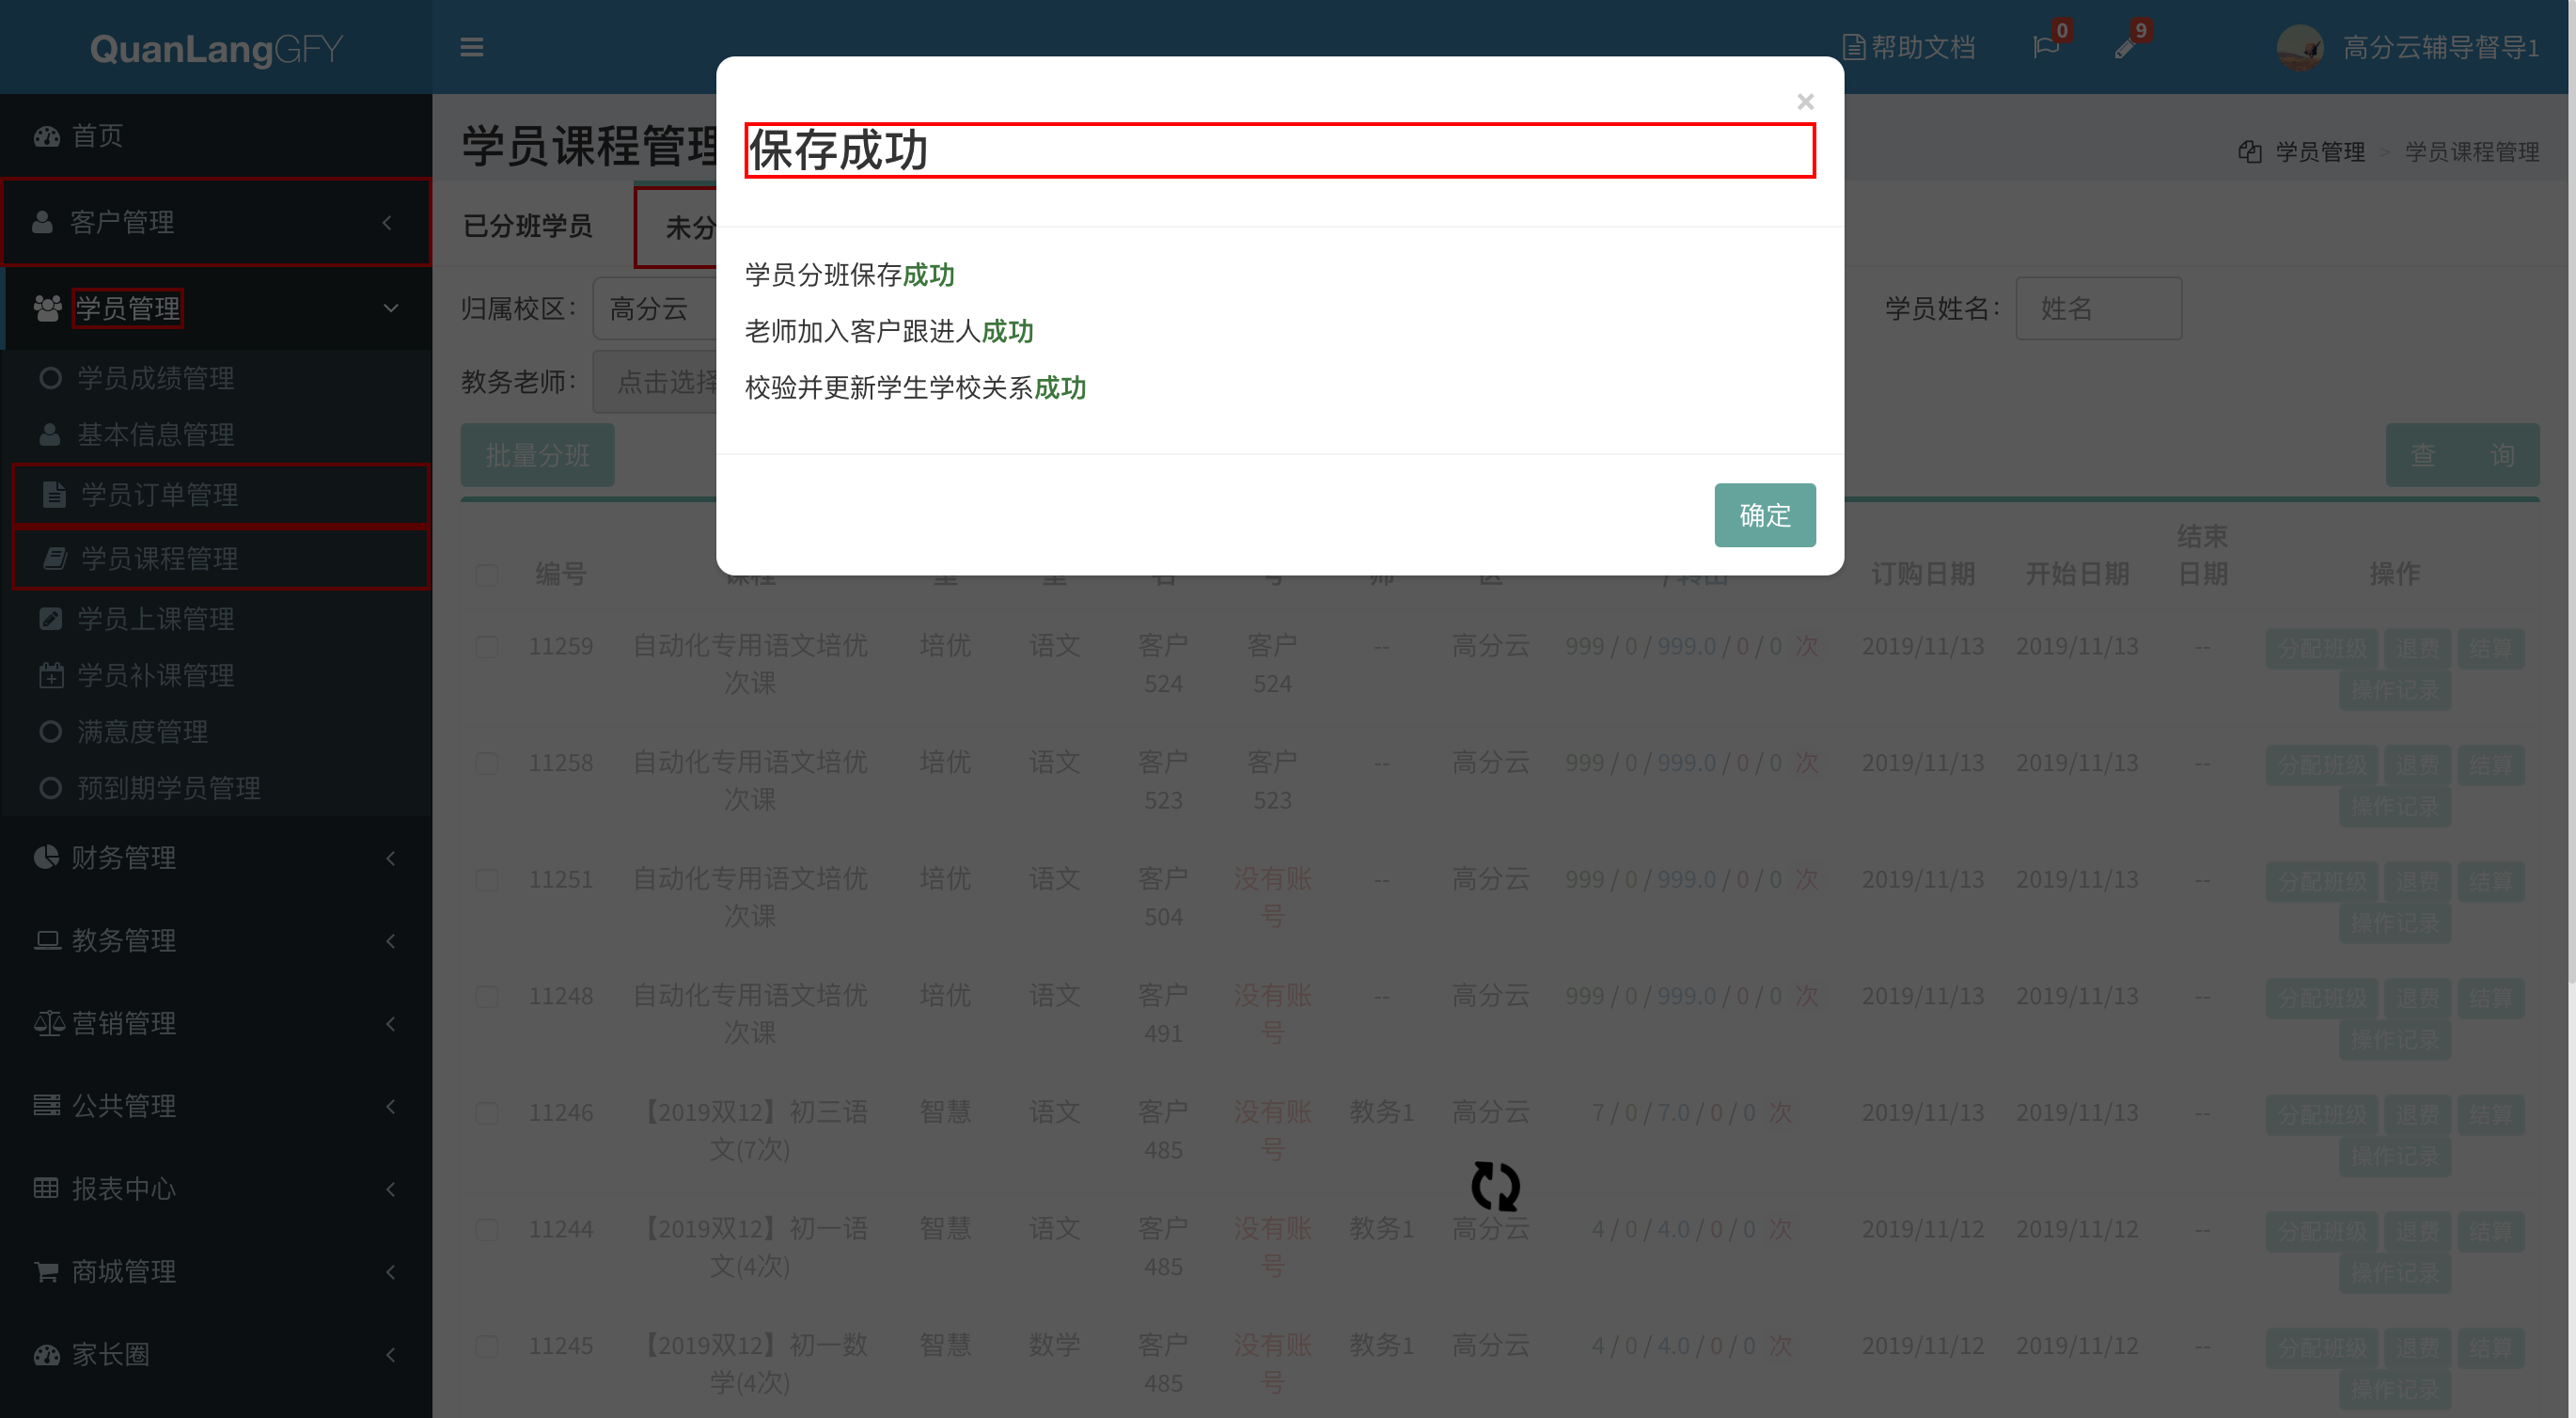 QuanLangGFY
帮助文档
0
9
高分云辅导督导1
首页
客户管理
学员管理
学员成绩管理
基本信息管理
学员订单管理
学员课程管理
学员上课管理
学员补课管理
满意度管理
预到期学员管理
财务管理
教务管理
营销管理
公共管理
报表中心
商城管理
家长圈
学员课程管理
学员管理 > 学员课程管理
已分班学员
未分
归属校区：
高分云
学员姓名：
姓名
教务老师：
点击选择
批量分班
查 询
×
保存成功
学员分班保存成功
老师加入客户跟进人成功
校验并更新学生学校关系成功
确定
编号 课程 订购日期 开始日期 结束日期 操作
11259 自动化专用语文培优次课 培优 语文 客户524 客户524 -- 高分云 999 / 0 / 999.0 / 0 / 0 次 2019/11/13 2019/11/13 -- 分配班级 退费 结算 操作记录
11258 自动化专用语文培优次课 培优 语文 客户523 客户523 -- 高分云 999 / 0 / 999.0 / 0 / 0 次 2019/11/13 2019/11/13 -- 分配班级 退费 结算 操作记录
11251 自动化专用语文培优次课 培优 语文 客户504 没有账号 -- 高分云 999 / 0 / 999.0 / 0 / 0 次 2019/11/13 2019/11/13 -- 分配班级 退费 结算 操作记录
11248 自动化专用语文培优次课 培优 语文 客户491 没有账号 -- 高分云 999 / 0 / 999.0 / 0 / 0 次 2019/11/13 2019/11/13 -- 分配班级 退费 结算 操作记录
11246 【2019双12】初三语文(7次) 智慧 语文 客户485 没有账号 教务1 高分云 7 / 0 / 7.0 / 0 / 0 次 2019/11/13 2019/11/13 -- 分配班级 退费 结算 操作记录
11244 【2019双12】初一语文(4次) 智慧 语文 客户485 没有账号 教务1 高分云 4 / 0 / 4.0 / 0 / 0 次 2019/11/12 2019/11/12 -- 分配班级 退费 结算 操作记录
11245 【2019双12】初一数学(4次) 智慧 数学 客户485 没有账号 教务1 高分云 4 / 0 / 4.0 / 0 / 0 次 2019/11/12 2019/11/12 -- 分配班级 退费 结算 操作记录